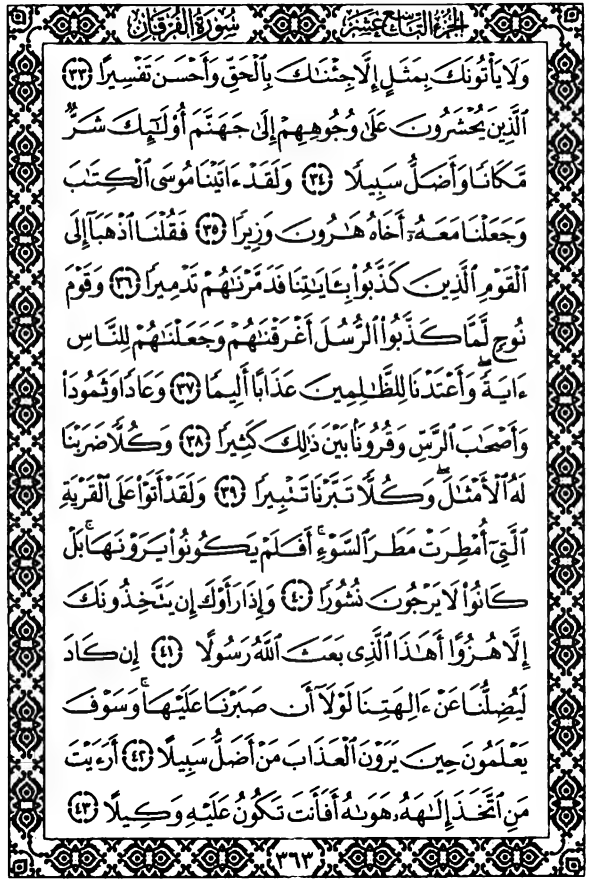 الجزء التاسع عشر
سورة الفرقان
وَلَا يَأْتُونَكَ بِمَثَلٍ إِلَّا جِئْنَٰكَ بِٱلْحَقِّ وَأَحْسَنَ تَفْسِيرًا ٣٣
ٱلَّذِينَ يُحْشَرُونَ عَلَىٰ وُجُوهِهِمْ إِلَىٰ جَهَنَّمَ أُو۟لَٰٓئِكَ شَرٌّ
مَّكَانًا وَأَضَلُّ سَبِيلًا ٣٤ وَلَقَدْ ءَاتَيْنَا مُوسَى ٱلْكِتَٰبَ
وَجَعَلْنَا مَعَهُۥٓ أَخَاهُ هَٰرُونَ وَزِيرًا ٣٥ فَقُلْنَا ٱذْهَبَآ إِلَى
ٱلْقَوْمِ ٱلَّذِينَ كَذَّبُوا۟ بِـَٔايَٰتِنَا فَدَمَّرْنَٰهُمْ تَدْمِيرًا ٣٦ وَقَوْمَ
نُوحٍ لَّمَّا كَذَّبُوا۟ ٱلرُّسُلَ أَغْرَقْنَٰهُمْ وَجَعَلْنَٰهُمْ لِلنَّاسِ
ءَايَةً ۖ وَأَعْتَدْنَا لِلظَّٰلِمِينَ عَذَابًا أَلِيمًا ٣٧ وَعَادًا وَثَمُودَا۟
وَأَصْحَٰبَ ٱلرَّسِّ وَقُرُونًۢا بَيْنَ ذَٰلِكَ كَثِيرًا ٣٨ وَكُلًّا ضَرَبْنَا
لَهُ ٱلْأَمْثَٰلَ ۖ وَكُلًّا تَبَّرْنَا تَتْبِيرًا ٣٩ وَلَقَدْ أَتَوْا۟ عَلَى ٱلْقَرْيَةِ
ٱلَّتِىٓ أُمْطِرَتْ مَطَرَ ٱلسَّوْءِ ۚ أَفَلَمْ يَكُونُوا۟ يَرَوْنَهَا ۚ بَلْ
كَانُوا۟ لَا يَرْجُونَ نُشُورًا ٤٠ وَإِذَا رَأَوْكَ إِن يَتَّخِذُونَكَ
إِلَّا هُزُوًا أَهَٰذَا ٱلَّذِى بَعَثَ ٱللَّهُ رَسُولًا ٤١ إِن كَادَ
لَيُضِلُّنَا عَنْ ءَالِهَتِنَا لَوْلَآ أَن صَبَرْنَا عَلَيْهَا ۚ وَسَوْفَ
يَعْلَمُونَ حِينَ يَرَوْنَ ٱلْعَذَابَ مَنْ أَضَلُّ سَبِيلًا ٤٢ أَرَءَيْتَ
مَنِ ٱتَّخَذَ إِلَٰهَهُۥ هَوَىٰهُ أَفَأَنتَ تَكُونُ عَلَيْهِ وَكِيلًا ٤٣
٣٦٣